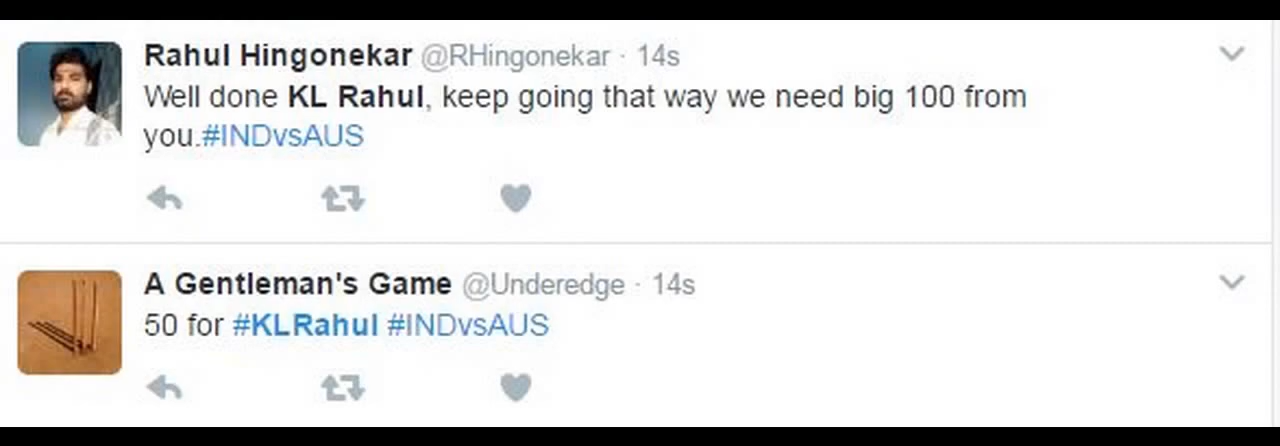 Rahul Hingonekar @RHingonekar · 14s
Well done KL Rahul, keep going that way we need big 100 from
you.#INDvsAUS
A Gentleman's Game @Underedge · 14s
50 for #KLRahul #INDvsAUS